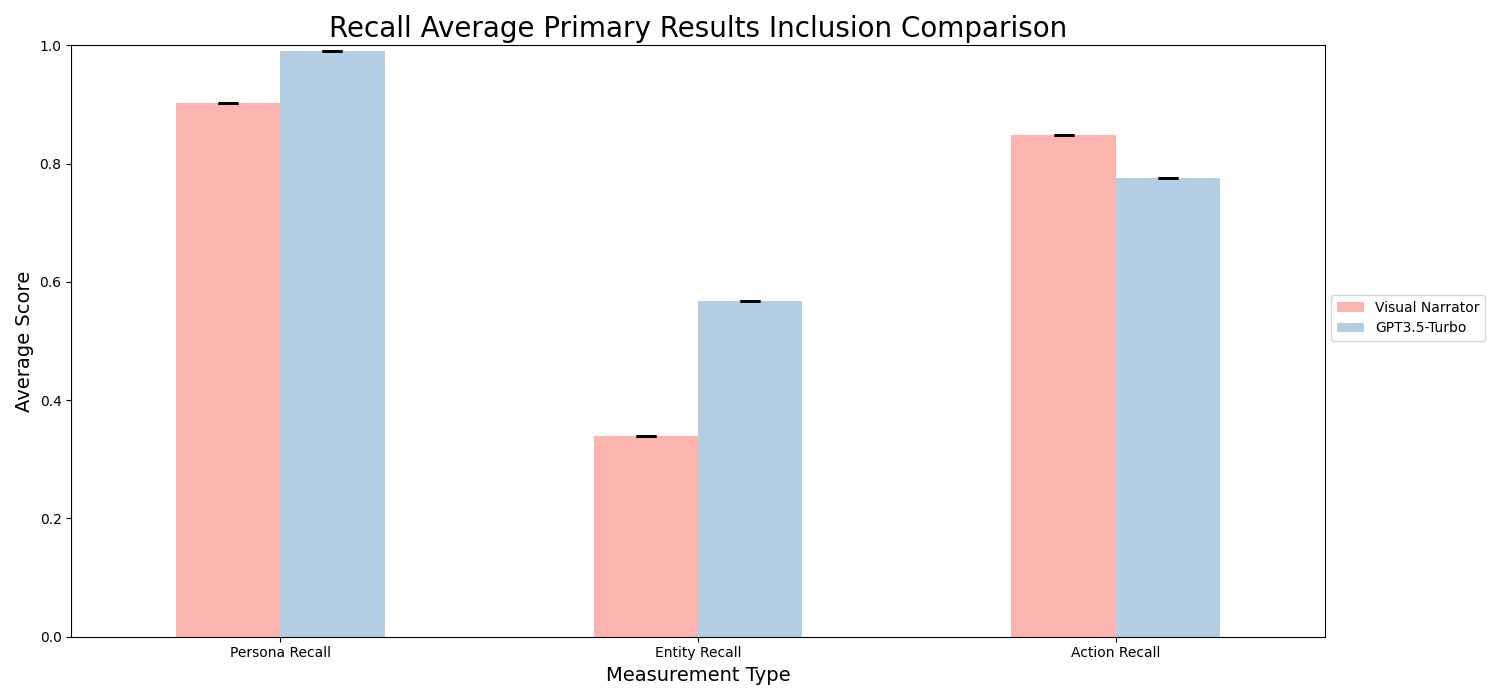 Recall Average Primary Results Inclusion Comparison
1.0
0.8
0.6
0.4
0.2
0.0
Average Score
Persona Recall
Entity Recall
Action Recall
Measurement Type
Visual Narrator
GPT3.5-Turbo